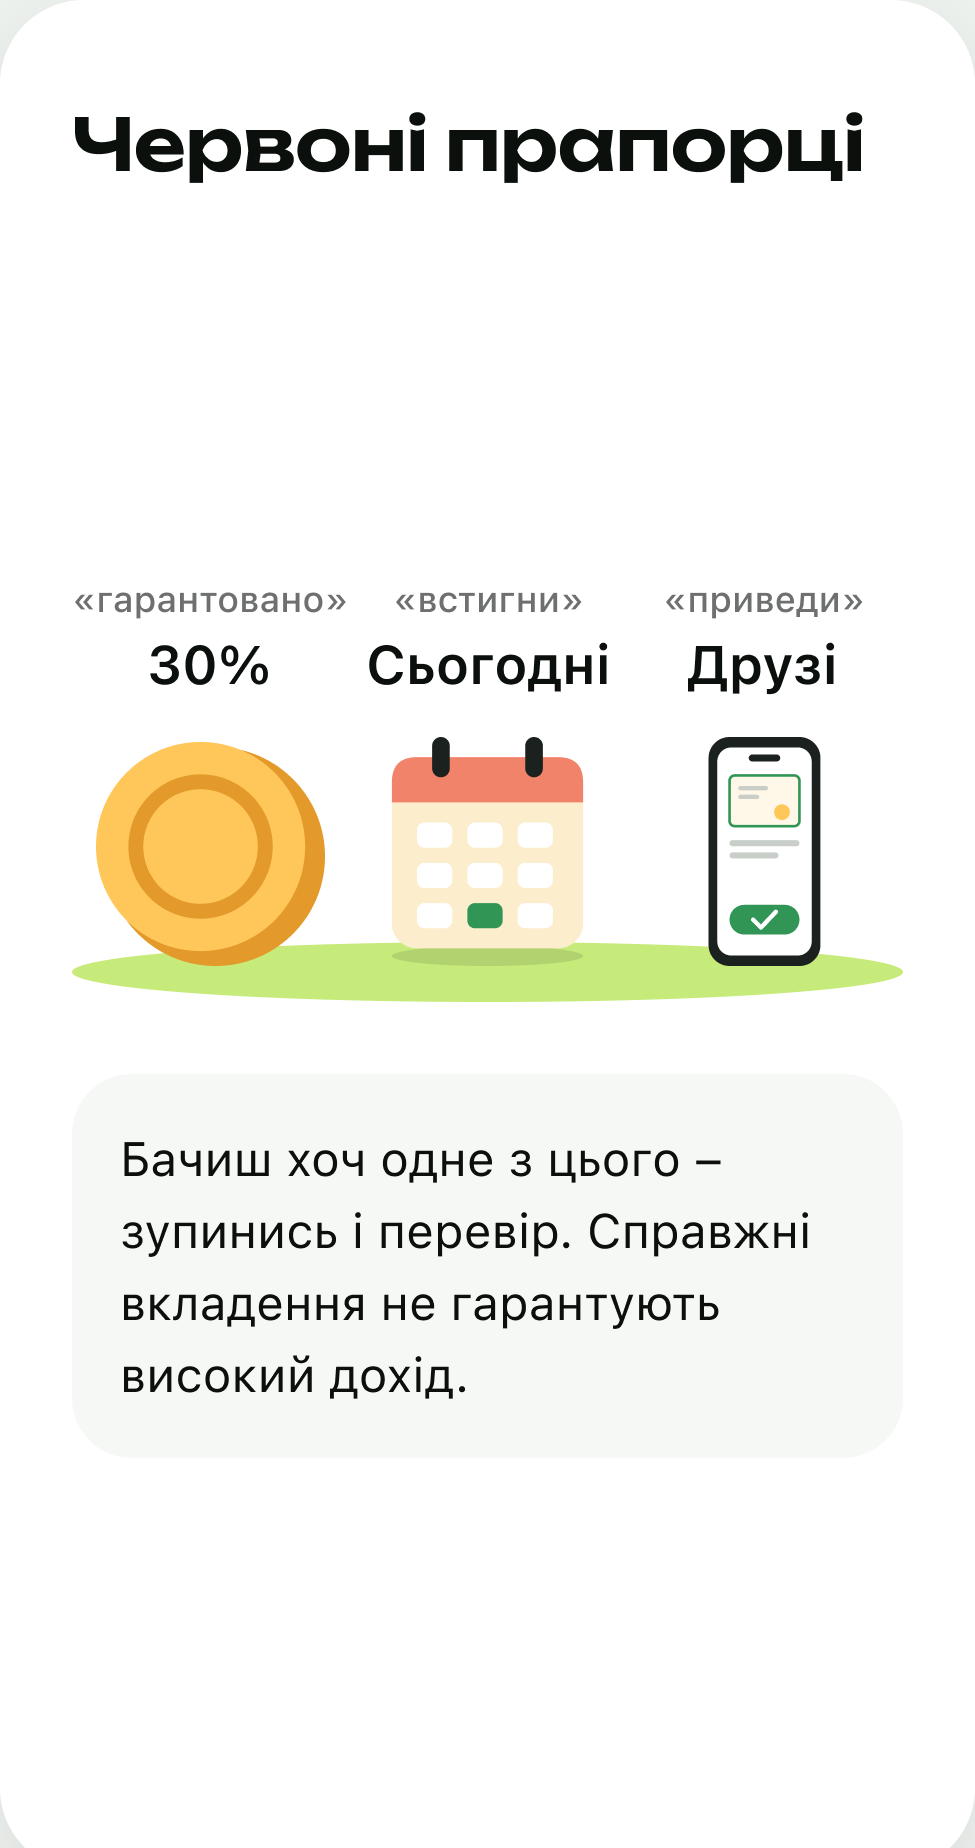 Червоні прапорці
«гарантовано» «встигни» «приведи»
30% Сьогодні Друзі
Бачиш хоч одне з цього –
зупинись і перевір. Справжні
вкладення не гарантують
високий дохід.